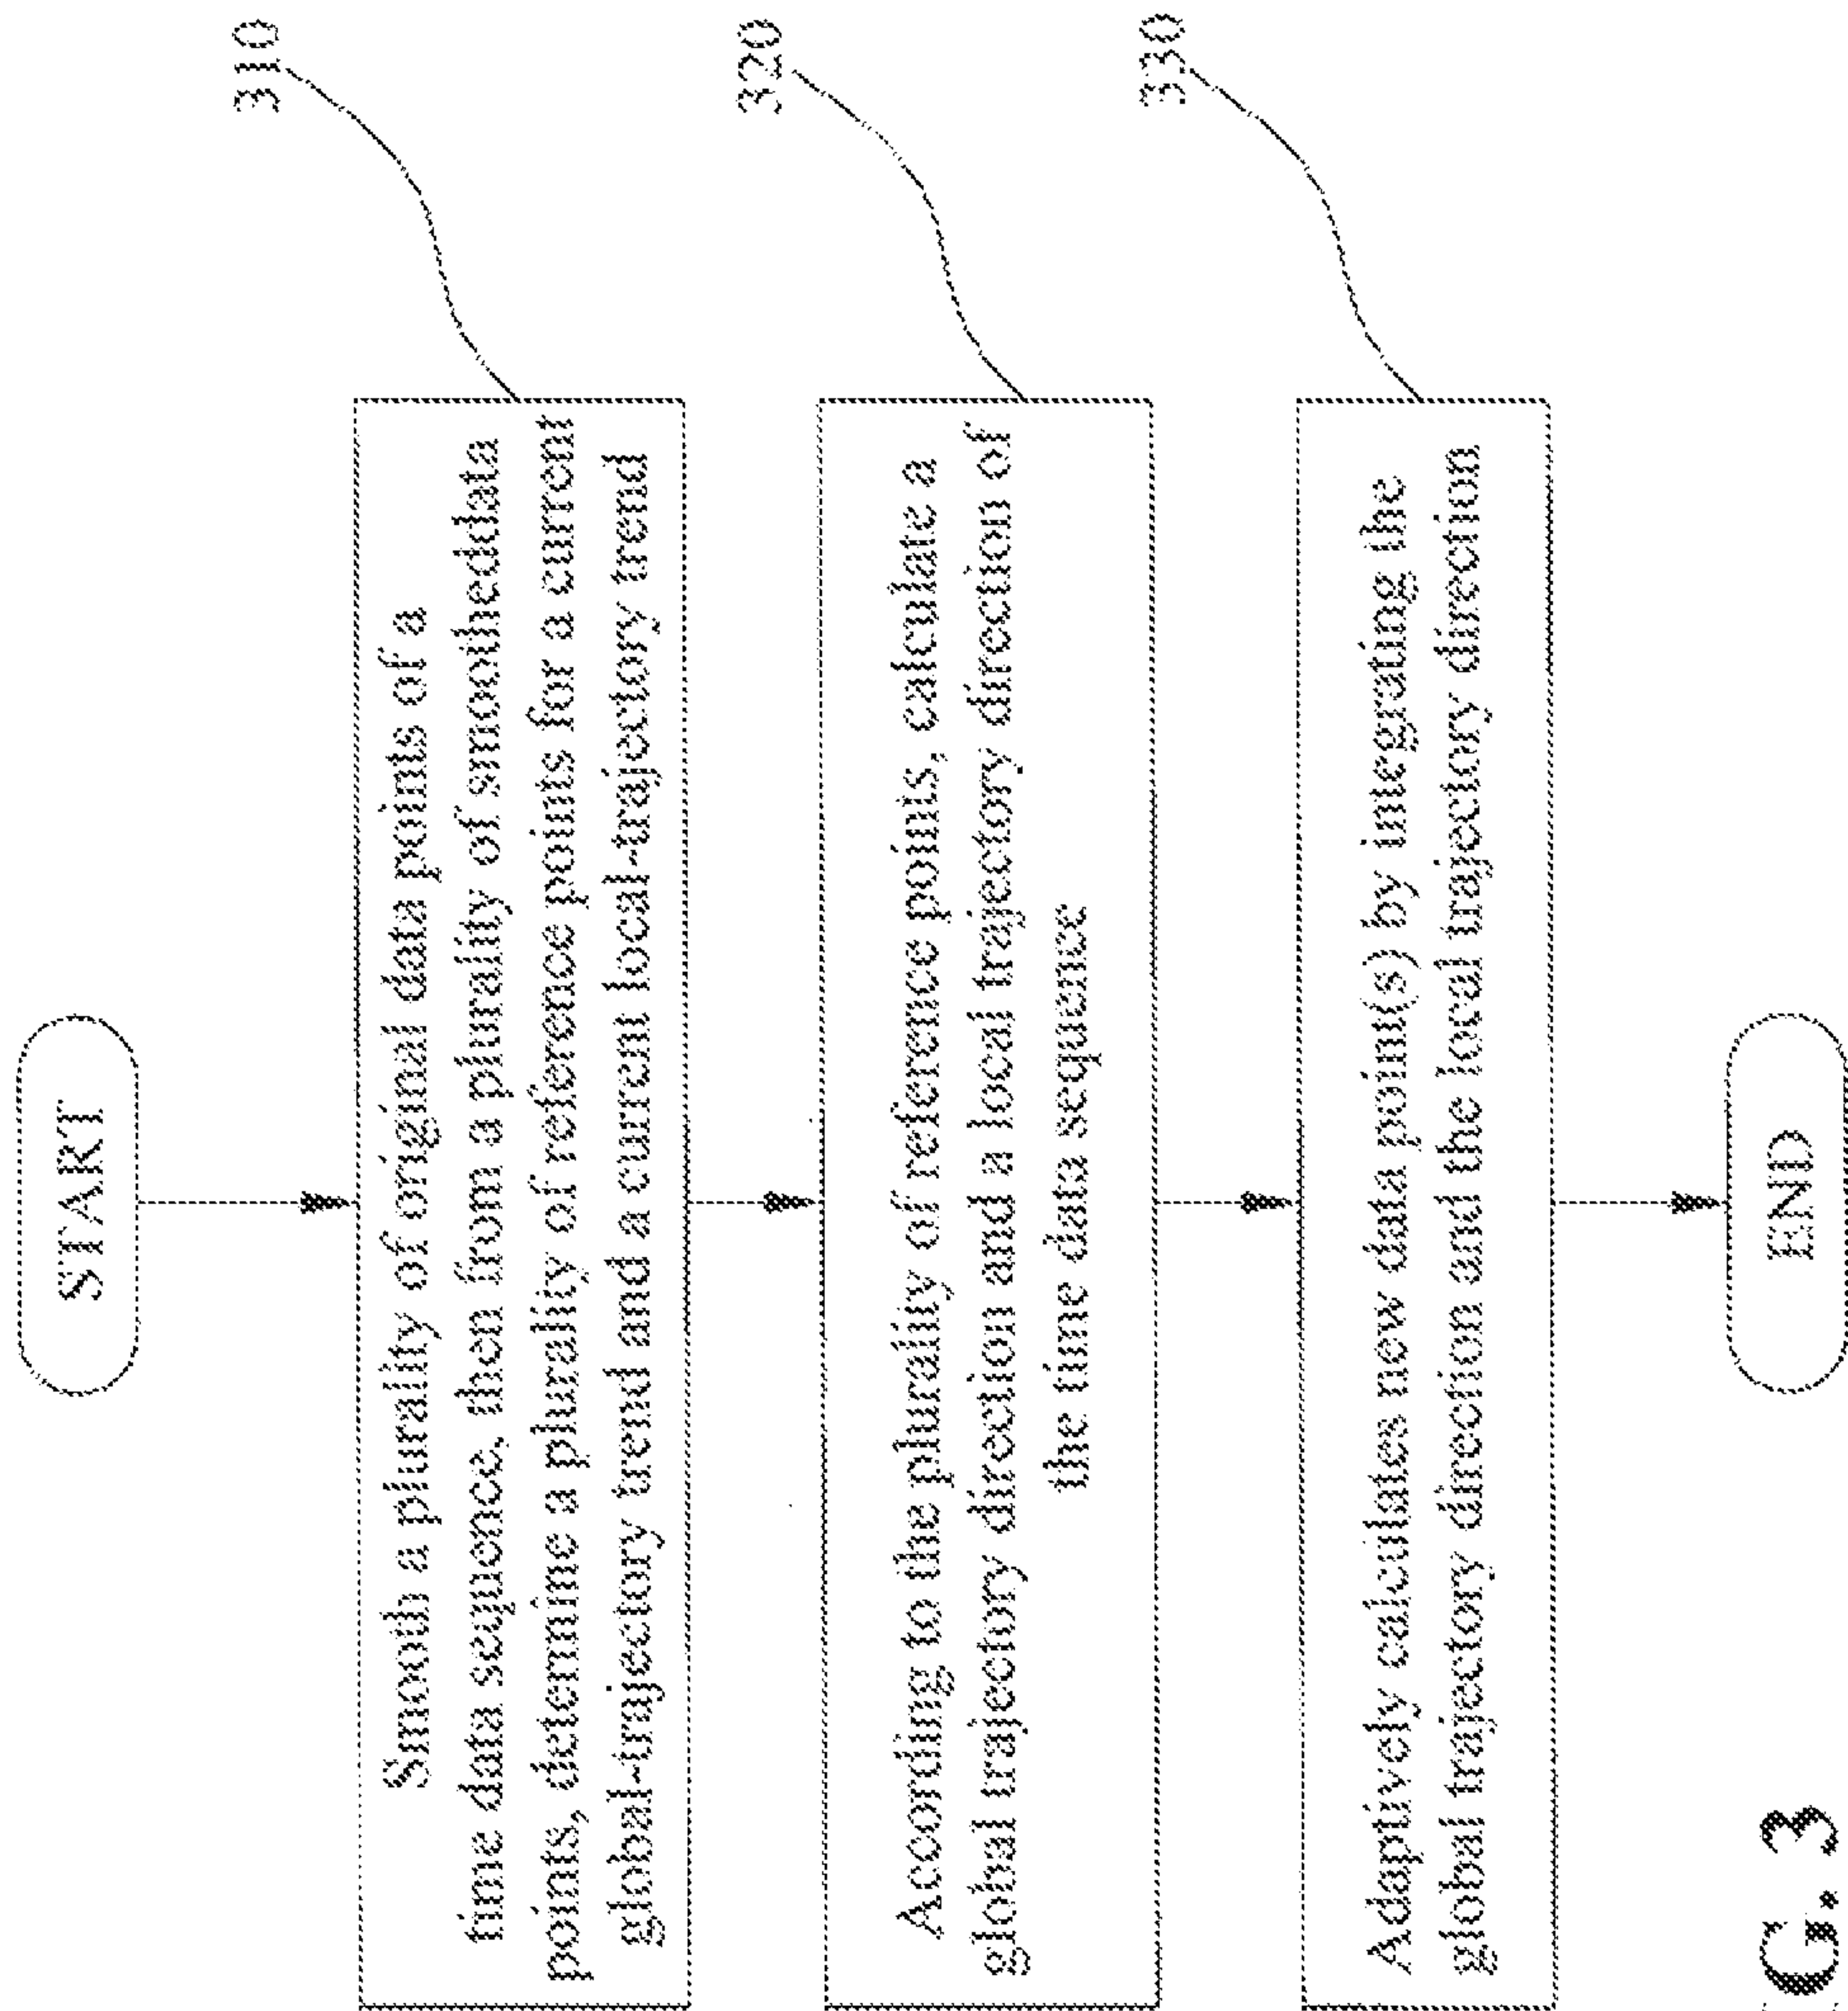 START
310
Smooth a plurality of original data points of a
time data sequence, then from a plurality of smootheddata
points, determine a plurality of reference points for a current
global-trajectory trend and a current local-trajectory trend
320
According to the plurality of reference points, calculate a
global trajectory direction and a local trajectory direction of
the time data sequence
330
Adaptively calculates new data point(s) by integrating the
global trajectory direction and the local trajectory direction
END
G. 3